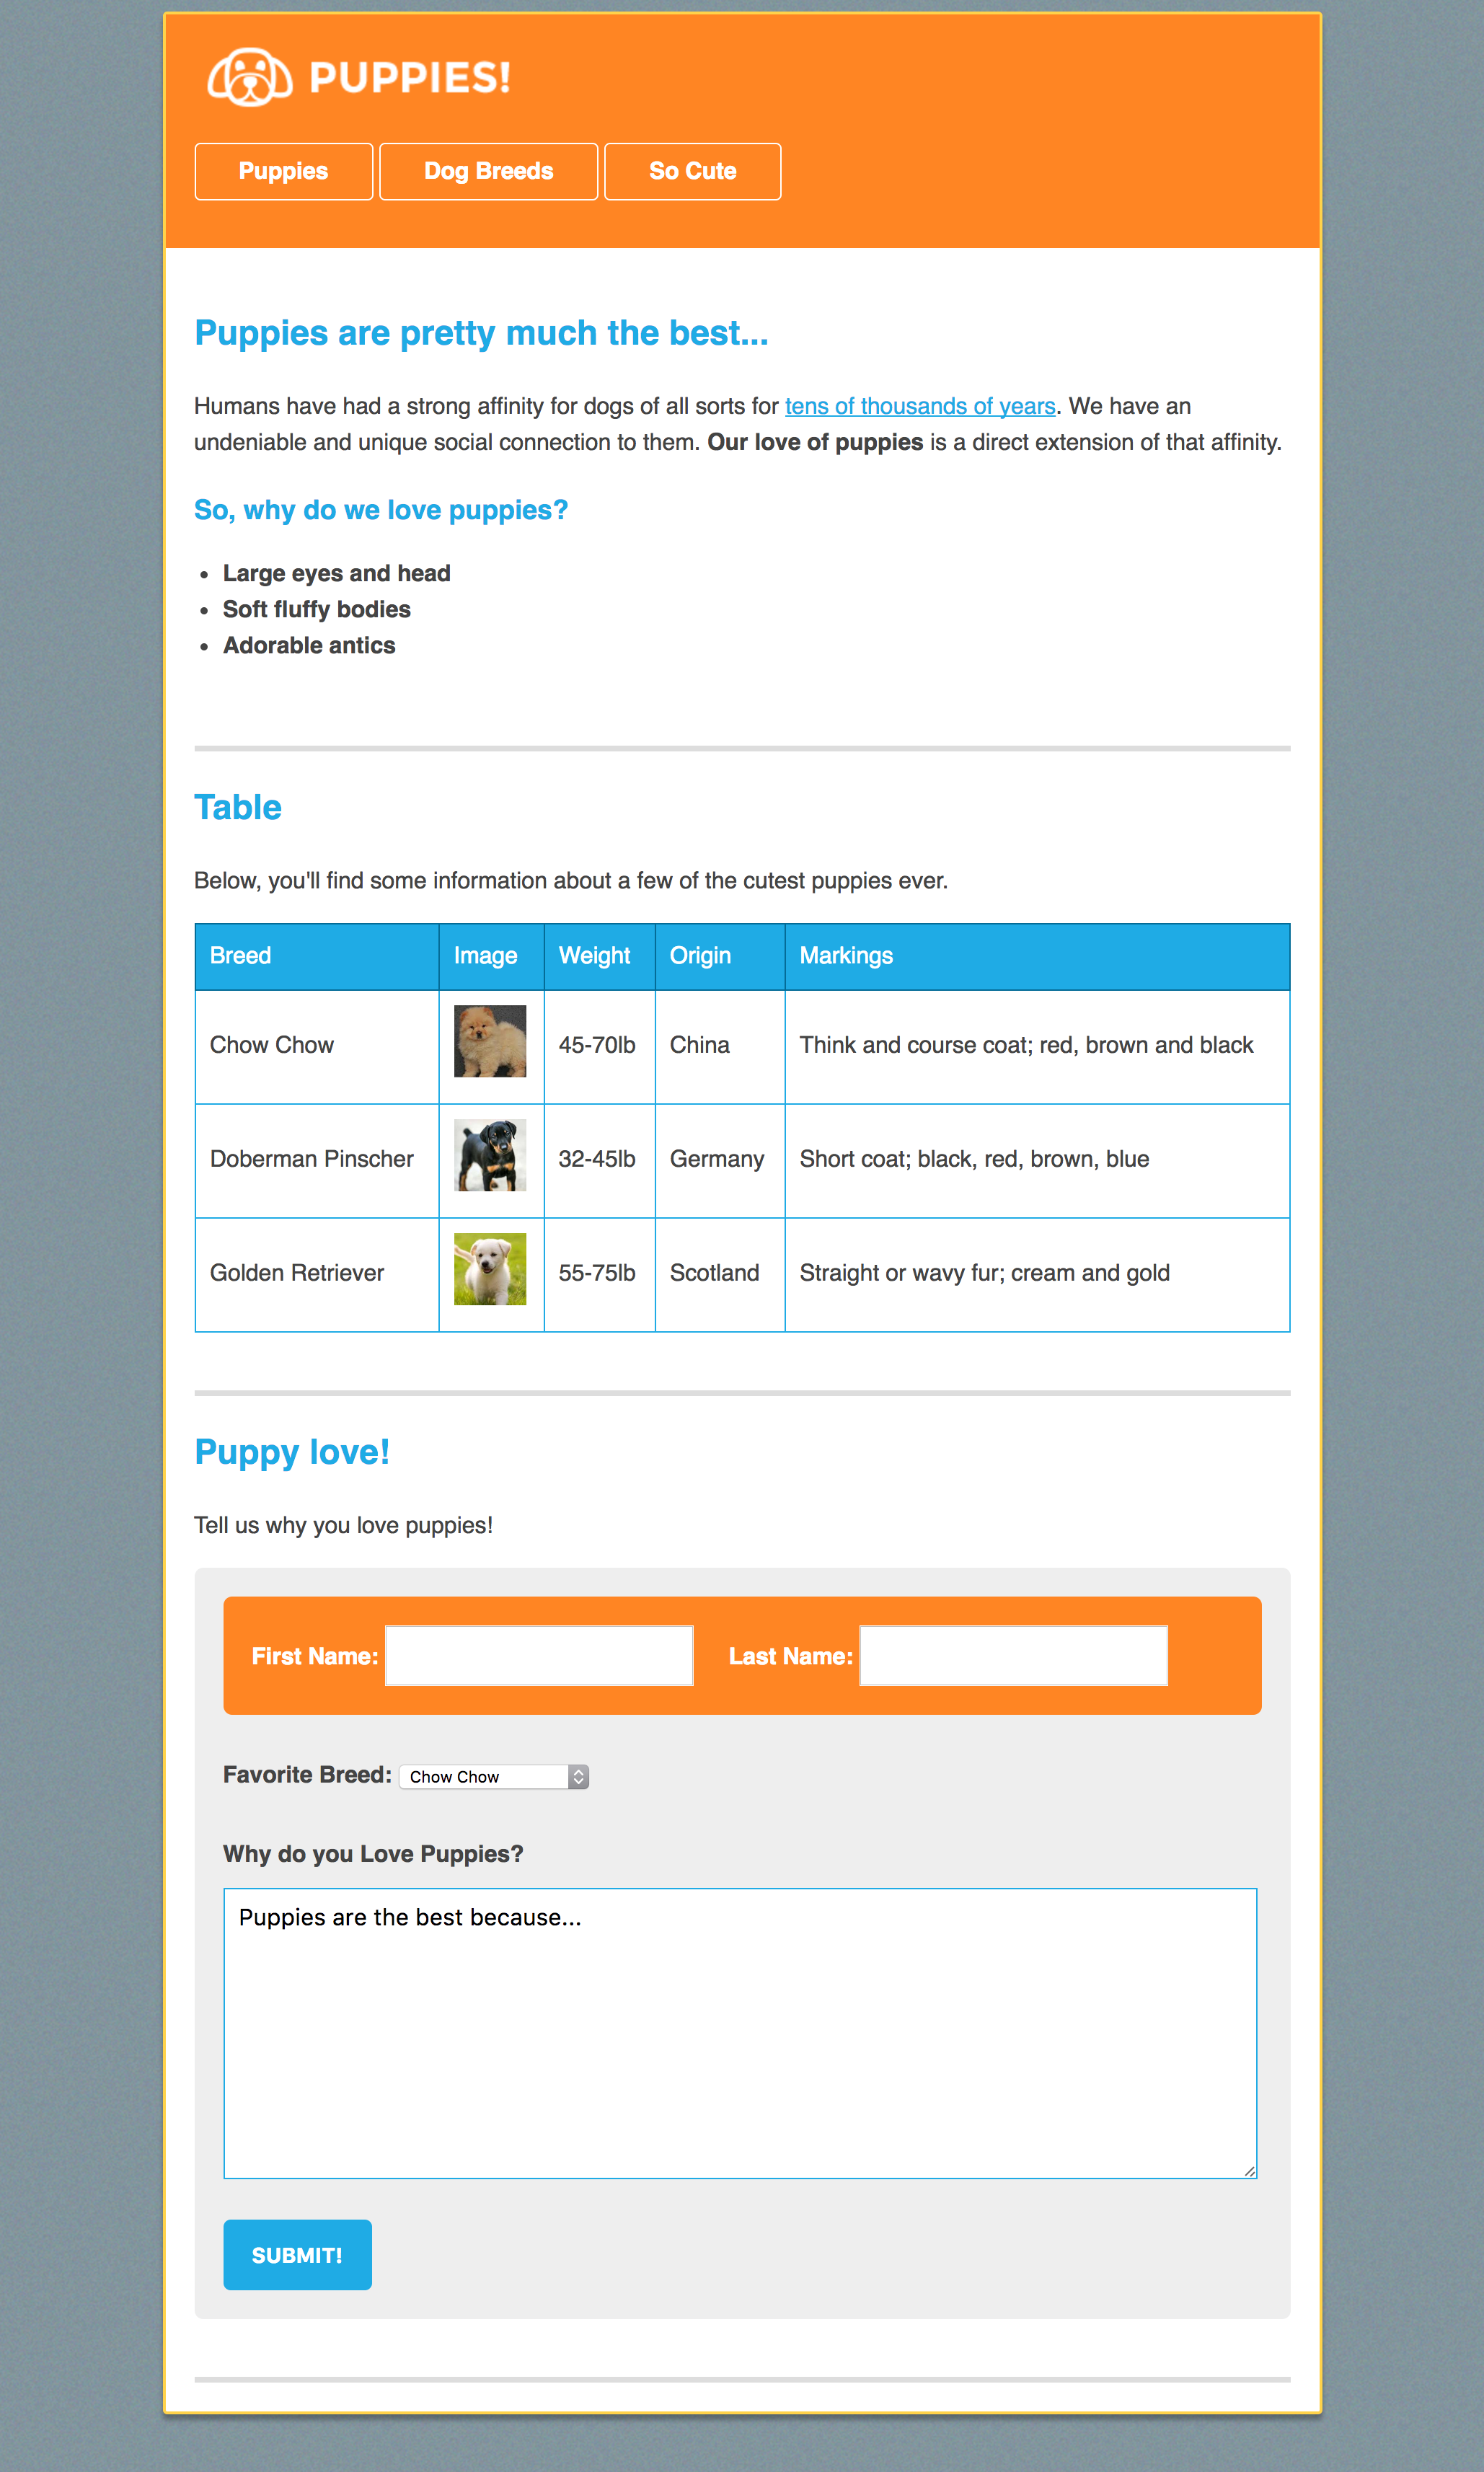 PUPPIES!
Puppies Dog Breeds So Cute
Puppies are pretty much the best...
Humans have had a strong affinity for dogs of all sorts for tens of thousands of years. We have an
undeniable and unique social connection to them. Our love of puppies is a direct extension of that affinity.
So, why do we love puppies?
• Large eyes and head
• Soft fluffy bodies
• Adorable antics
Table
Below, you'll find some information about a few of the cutest puppies ever.
Breed Image Weight Origin Markings
Chow Chow 45-70lb China Think and course coat; red, brown and black
Doberman Pinscher 32-45lb Germany Short coat; black, red, brown, blue
Golden Retriever 55-75lb Scotland Straight or wavy fur; cream and gold
Puppy love!
Tell us why you love puppies!
First Name: Last Name:
Favorite Breed: Chow Chow
Why do you Love Puppies?
Puppies are the best because...
SUBMIT!